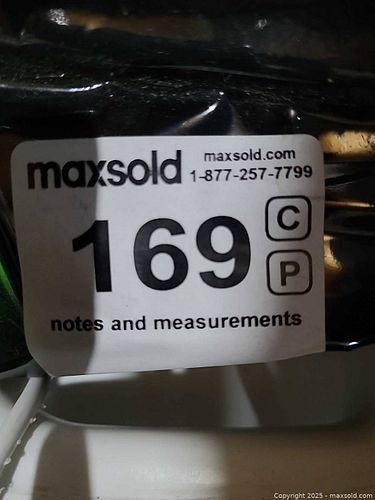 maxsold
maxsold.com
1-877-257-7799
169
C
P
notes and measurements
Copyright © 2025 - maxsold.com